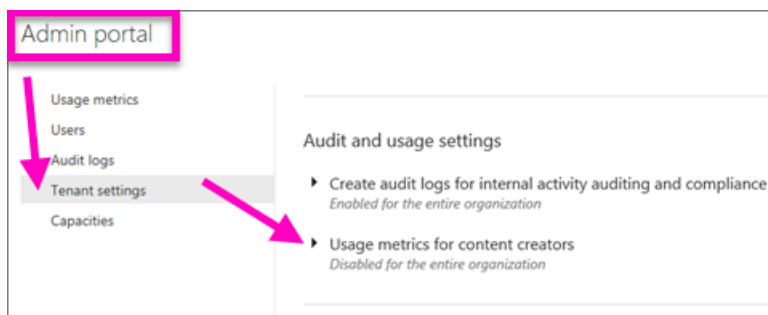 Admin portal
Usage metrics
Users
Audit logs
Tenant settings
Capacities
Audit and usage settings
Create audit logs for internal activity auditing and compliance
Enabled for the entire organization
Usage metrics for content creators
Disabled for the entire organization